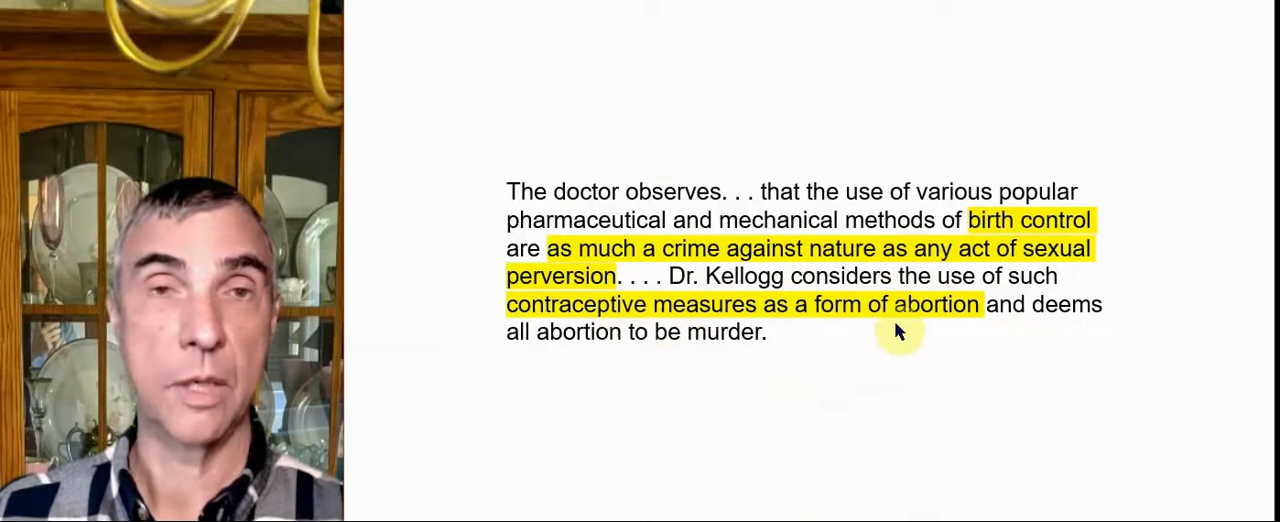 The doctor observes. . . that the use of various popular
pharmaceutical and mechanical methods of birth control
are as much a crime against nature as any act of sexual
perversion. . . . Dr. Kellogg considers the use of such
contraceptive measures as a form of abortion and deems
all abortion to be murder.